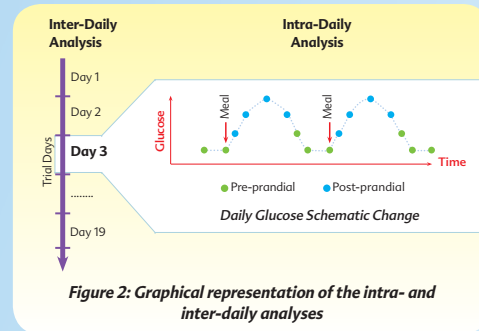 Inter-Daily
Analysis
Intra-Daily
Analysis
Trial Days
Day 1
Day 2
Day 3
........
Day 19
Glucose
Meal
Meal
Time
Pre-prandial
Post-prandial
Daily Glucose Schematic Change
Figure 2: Graphical representation of the intra- and
inter-daily analyses